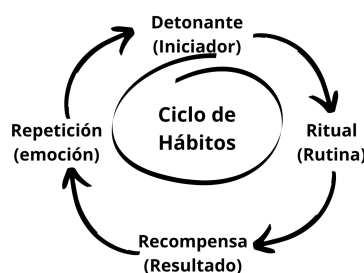 Detonante
(Iniciador)
Ciclo de
Hábitos
Repetición
(emoción)
Ritual
(Rutina)
Recompensa
(Resultado)